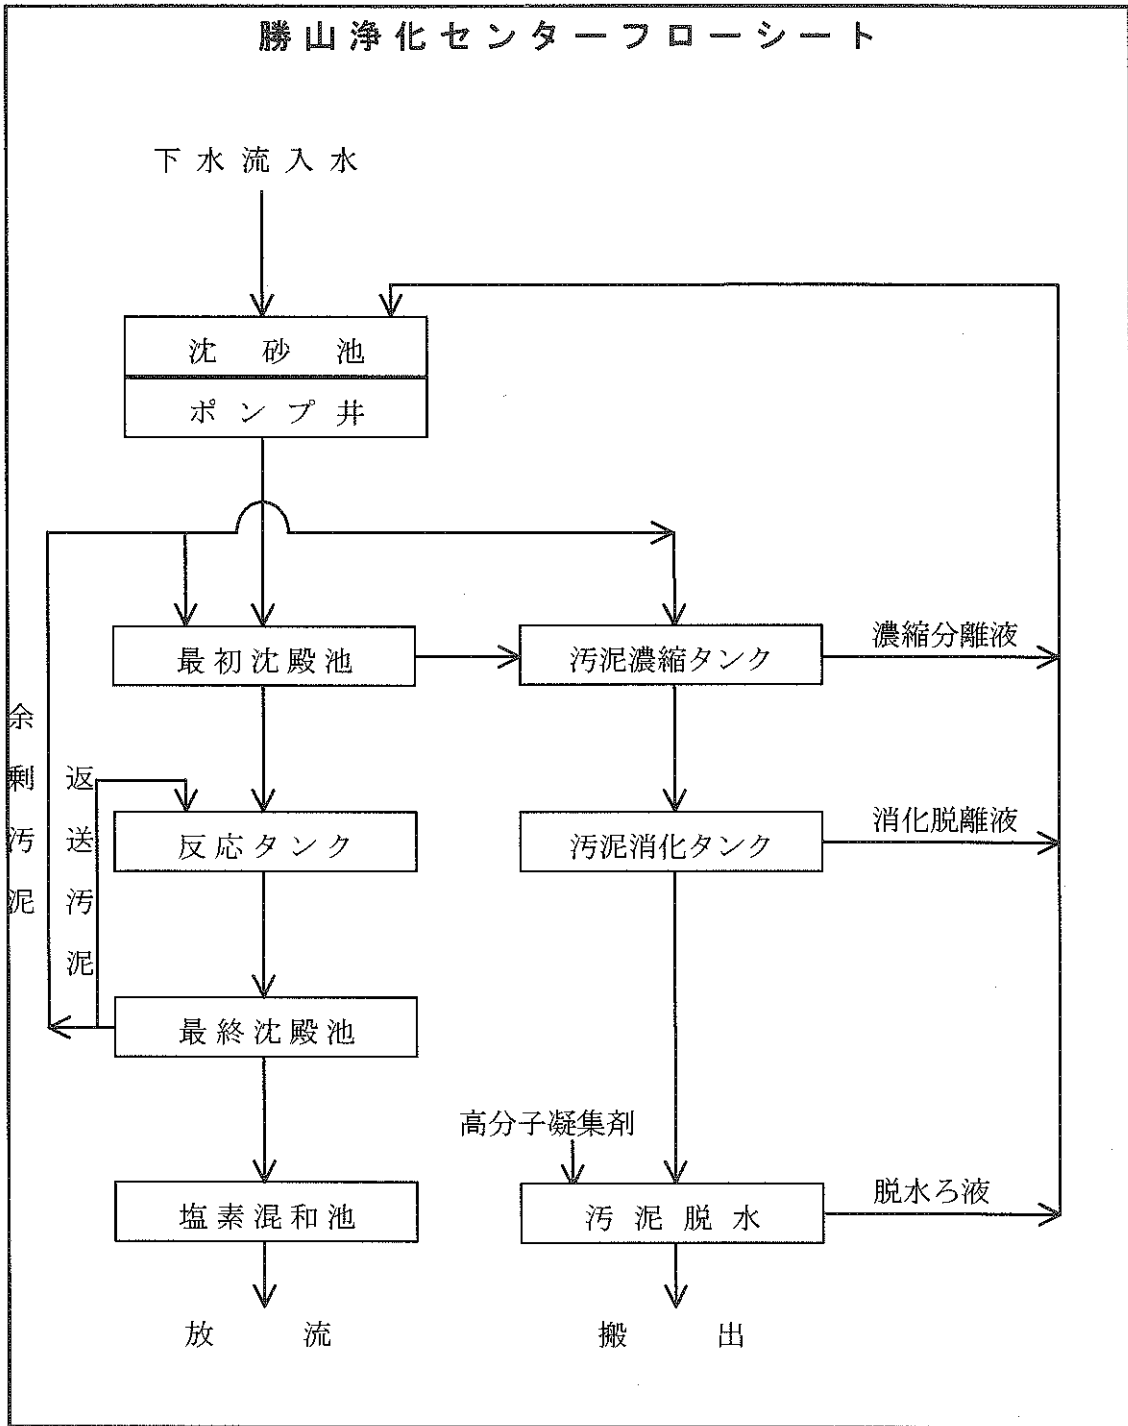 勝山浄化センターフローシート
下水流入水
沈砂池
ポンプ井
最初沈殿池
汚泥濃縮タンク
濃縮分離液
余剰汚泥
返送汚泥
反応タンク
汚泥消化タンク
消化脱離液
最終沈殿池
高分子凝集剤
塩素混和池
汚泥脱水
脱水ろ液
放流
搬出